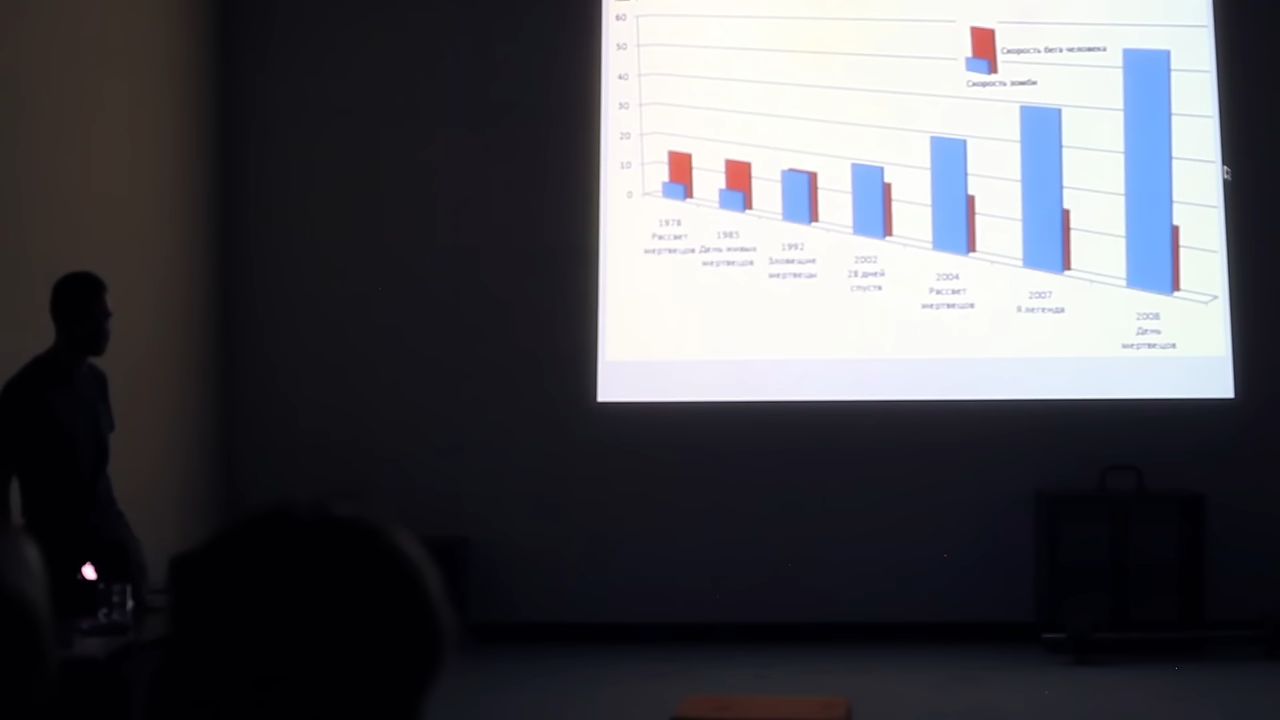 60
50
40
30
20
10
0
Скорость бега человека
Скорость зомби
1978
Рассвет
мертвецов
1985
День живых
мертвецов
1992
Зловещие
мертвецы
2002
28 дней
спустя
2004
Рассвет
мертвецов
2007
Я легенда
2008
День
мертвецов